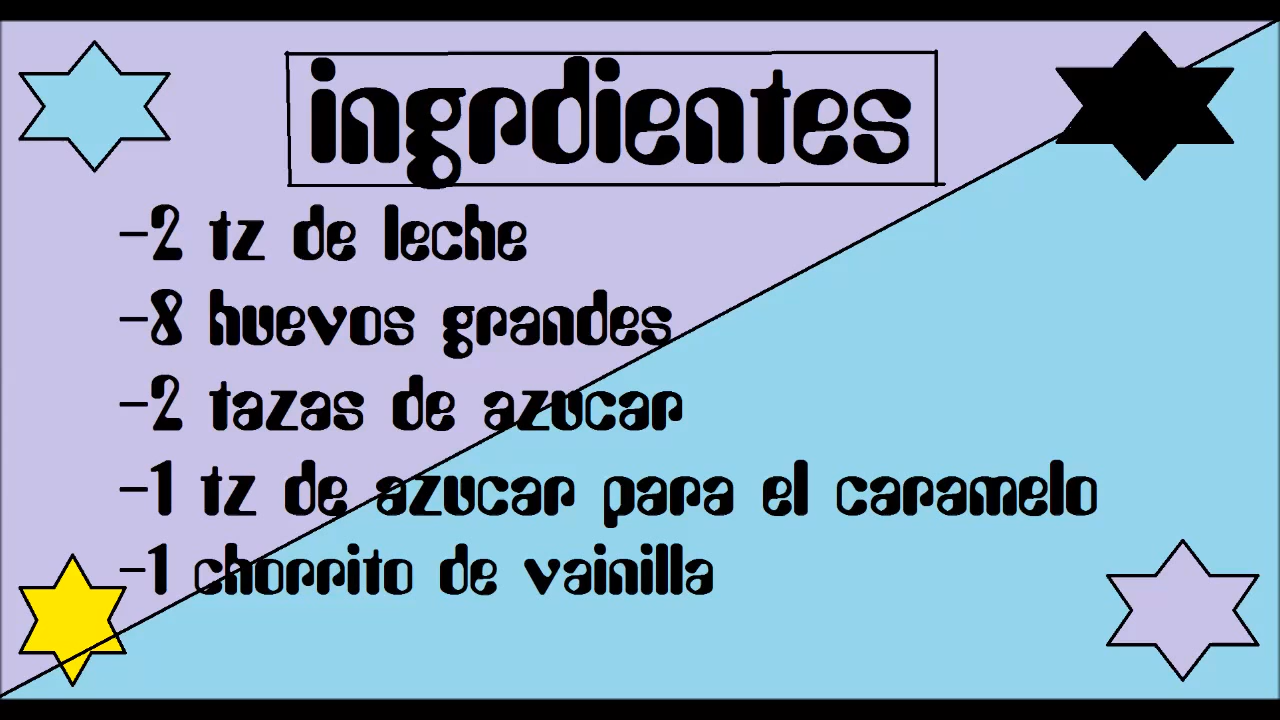 ingrdientes
-2 tz de leche
-8 huevos grandes
-2 tazas de azucar
-1 tz de azucar para el caramelo
-1 chorrito de vainilla